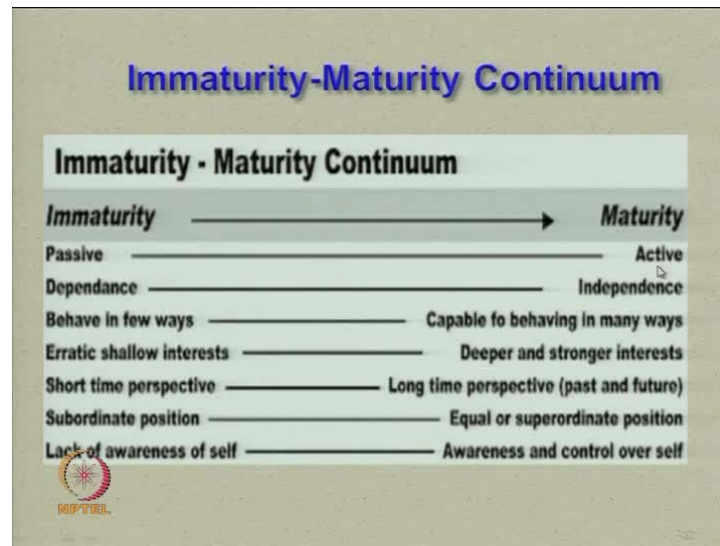 Immaturity-Maturity Continuum
Immaturity - Maturity Continuum
Immaturity Maturity
Passive Active
Dependance Independence
Behave in few ways Capable fo behaving in many ways
Erratic shallow interests Deeper and stronger interests
Short time perspective Long time perspective (past and future)
Subordinate position Equal or superordinate position
Lack of awareness of self Awareness and control over self
NPTEL